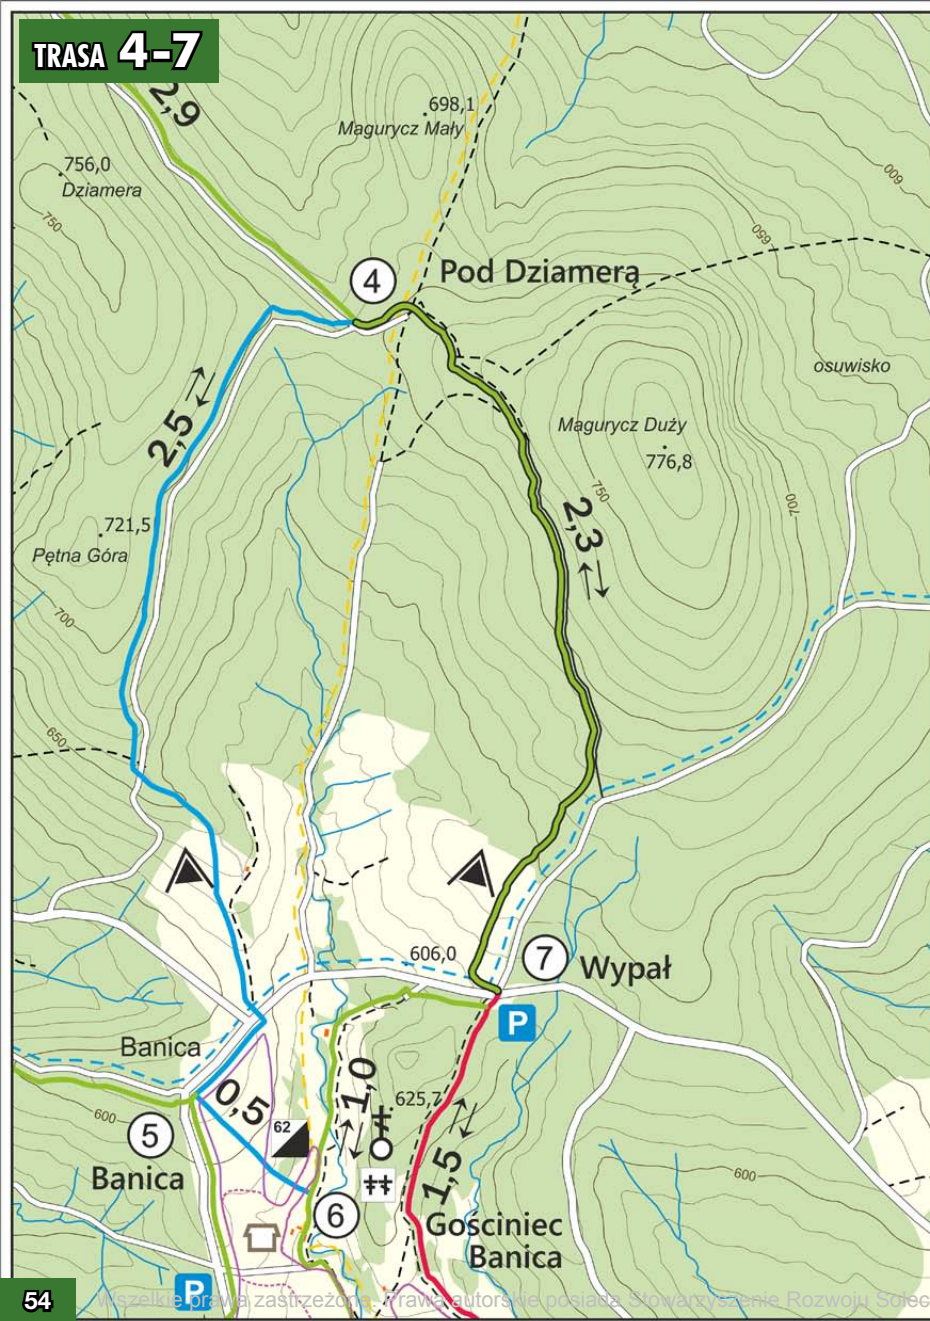 TRASA 4-7
2,9
698,1
Magurycz Mały
600
756,0
Dziamera
750
650
4
Pod Dziamerą
osuwisko
2,5
Magurycz Duży
776,8
750
700
2,3
721,5
Pętna Góra
700
650
606,0
7
Wypał
P
Banica
0,5
1,0
625,7
600
62
5
Banica
1,5
600
6
Gosciniec
Banica
P
54
Wszelkie prawa zastrzeżone. Prawa autorskie posiada Stowarzyszenie Rozwoju Sołec